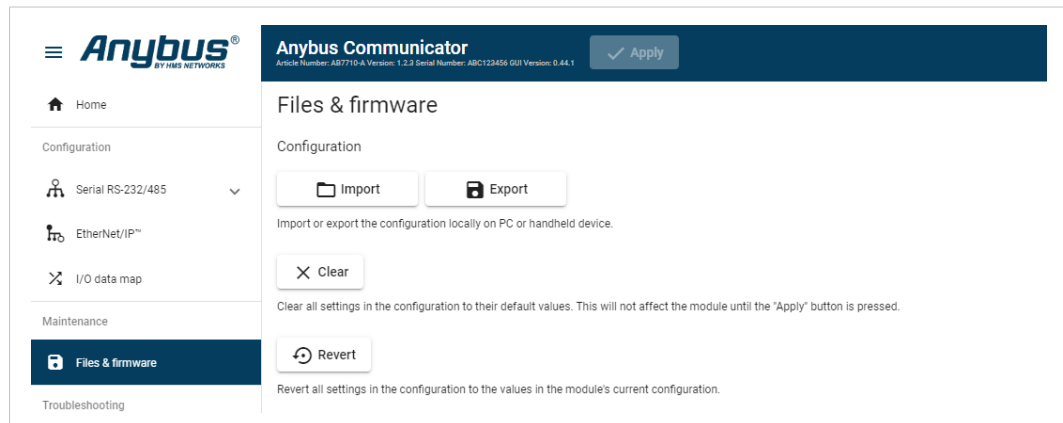 Anybus®
BY HMS NETWORKS
Anybus Communicator
Article Number: AB7710-A Version: 1.2.3 Serial Number: ABC123456 GUI Version: 0.44.1
Apply
Home
Configuration
Serial RS-232/485
EtherNet/IP™
I/O data map
Maintenance
Files & firmware
Troubleshooting
Files & firmware
Configuration
Import
Export
Import or export the configuration locally on PC or handheld device.
Clear
Clear all settings in the configuration to their default values. This will not affect the module until the "Apply" button is pressed.
Revert
Revert all settings in the configuration to the values in the module's current configuration.